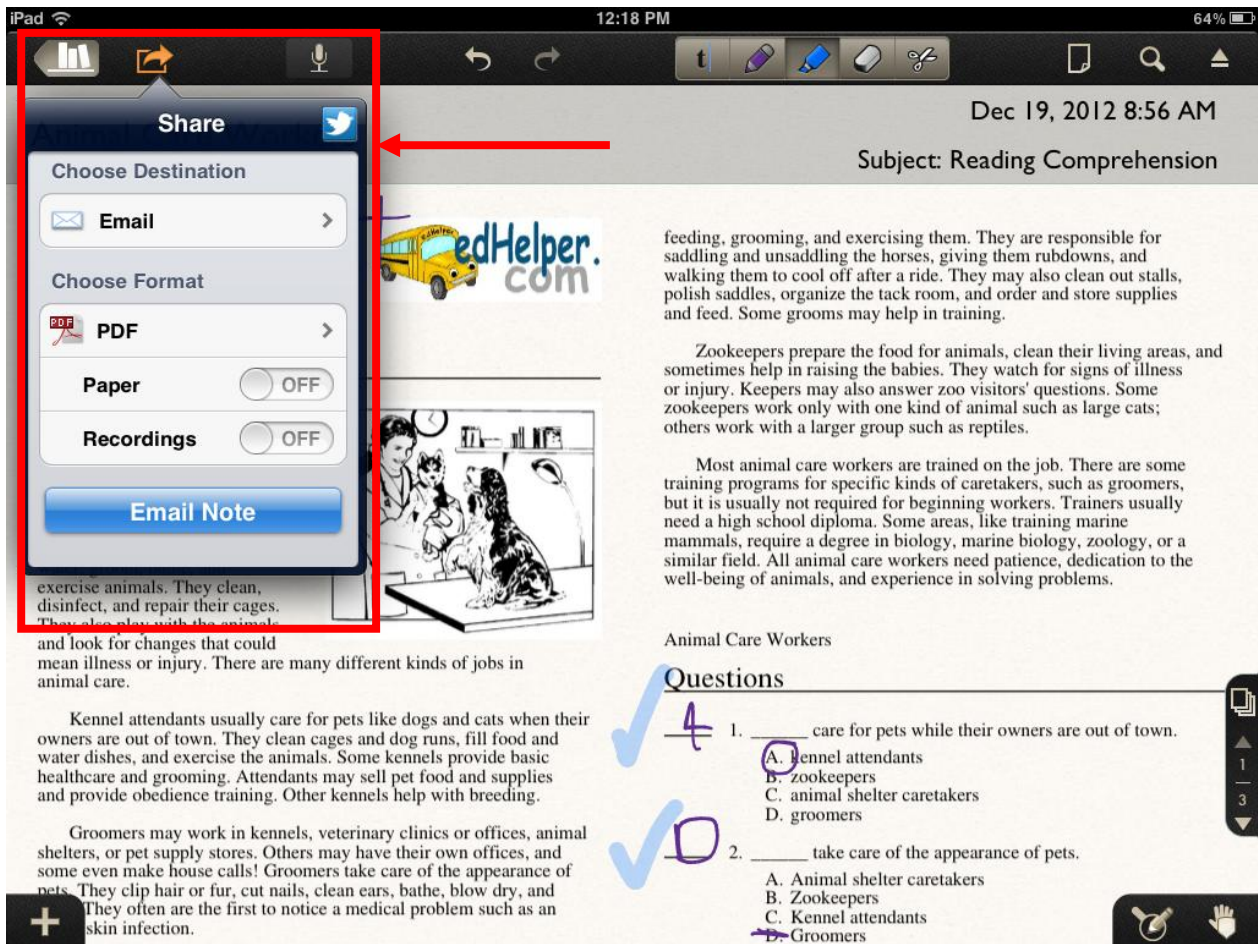 iPad 12:18 PM 64%
t
Share
Choose Destination
Email
Choose Format
PDF
PDF
Paper OFF
Recordings OFF
Email Note
Dec 19, 2012 8:56 AM
Subject: Reading Comprehension
edHelper.
com
exercise animals. They clean,
disinfect, and repair their cages.
They also play with the animals
and look for changes that could
mean illness or injury. There are many different kinds of jobs in
animal care.
Kennel attendants usually care for pets like dogs and cats when their
owners are out of town. They clean cages and dog runs, fill food and
water dishes, and exercise the animals. Some kennels provide basic
healthcare and grooming. Attendants may sell pet food and supplies
and provide obedience training. Other kennels help with breeding.
Groomers may work in kennels, veterinary clinics or offices, animal
shelters, or pet supply stores. Others may have their own offices, and
some even make house calls! Groomers take care of the appearance of
pets. They clip hair or fur, cut nails, clean ears, bathe, blow dry, and
They often are the first to notice a medical problem such as an
skin infection.
feeding, grooming, and exercising them. They are responsible for
saddling and unsaddling the horses, giving them rubdowns, and
walking them to cool off after a ride. They may also clean out stalls,
polish saddles, organize the tack room, and order and store supplies
and feed. Some grooms may help in training.
Zookeepers prepare the food for animals, clean their living areas, and
sometimes help in raising the babies. They watch for signs of illness
or injury. Keepers may also answer zoo visitors' questions. Some
zookeepers work only with one kind of animal such as large cats;
others work with a larger group such as reptiles.
Most animal care workers are trained on the job. There are some
training programs for specific kinds of caretakers, such as groomers,
but it is usually not required for beginning workers. Trainers usually
need a high school diploma. Some areas, like training marine
mammals, require a degree in biology, marine biology, zoology, or a
similar field. All animal care workers need patience, dedication to the
well-being of animals, and experience in solving problems.
Animal Care Workers
Questions
A 1. ______ care for pets while their owners are out of town.
A. kennel attendants
B. zookeepers
C. animal shelter caretakers
D. groomers
D 2. ______ take care of the appearance of pets.
A. Animal shelter caretakers
B. Zookeepers
C. Kennel attendants
D. Groomers
1
3